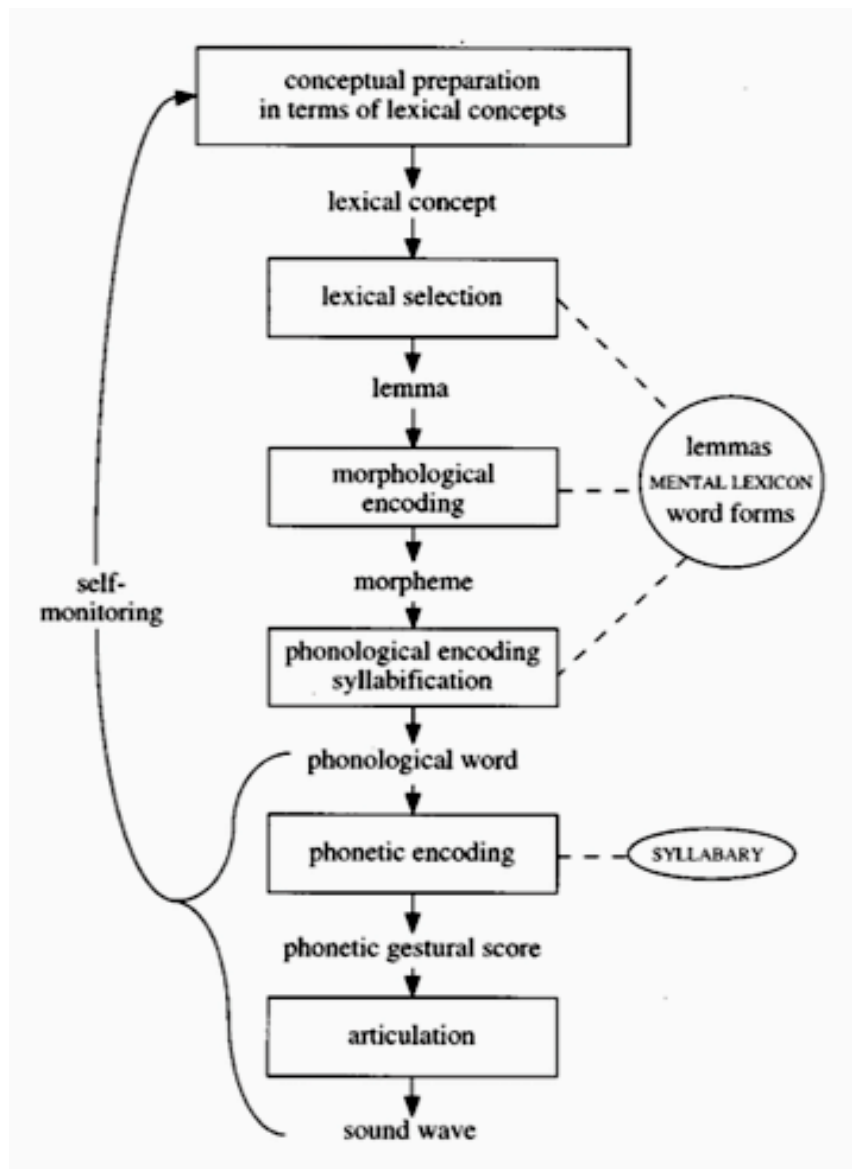 conceptual preparation
in terms of lexical concepts
lexical concept
lexical selection
lemma
lemmas
MENTAL LEXICON
word forms
morphological
encoding
morpheme
self-
monitoring
phonological encoding
syllabification
phonological word
phonetic encoding
SYLLABARY
phonetic gestural score
articulation
sound wave